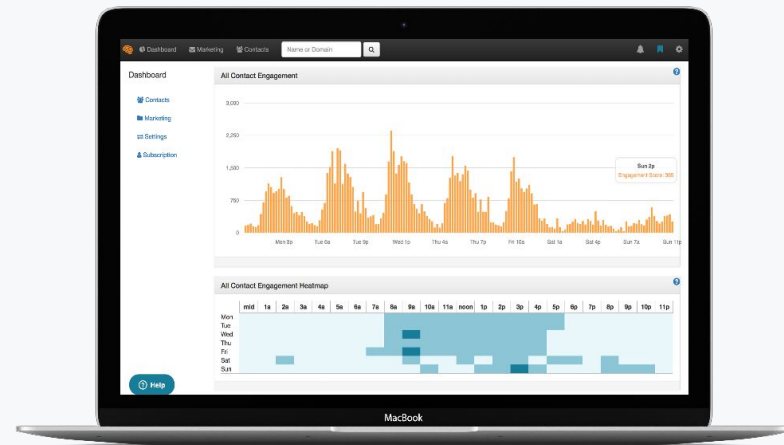 Dashboard Marketing Contacts Name or Domain
Dashboard
Contacts
Marketing
Settings
Subscription
All Contact Engagement
3,000
2,250
1,500
750
0
Sun 2p
Engagement Score: 388
Mon 3p Tue 6a Tue 9p Wed 1p Thu 4a Thu 7p Fri 10a Sat 1a Sat 4p Sun 7a Sun 11p
All Contact Engagement Heatmap
mid 1a 2a 3a 4a 5a 6a 7a 8a 9a 10a 11a noon 1p 2p 3p 4p 5p 6p 7p 8p 9p 10p 11p
Mon
Tue
Wed
Thu
Fri
Sat
Sun
? Help
MacBook